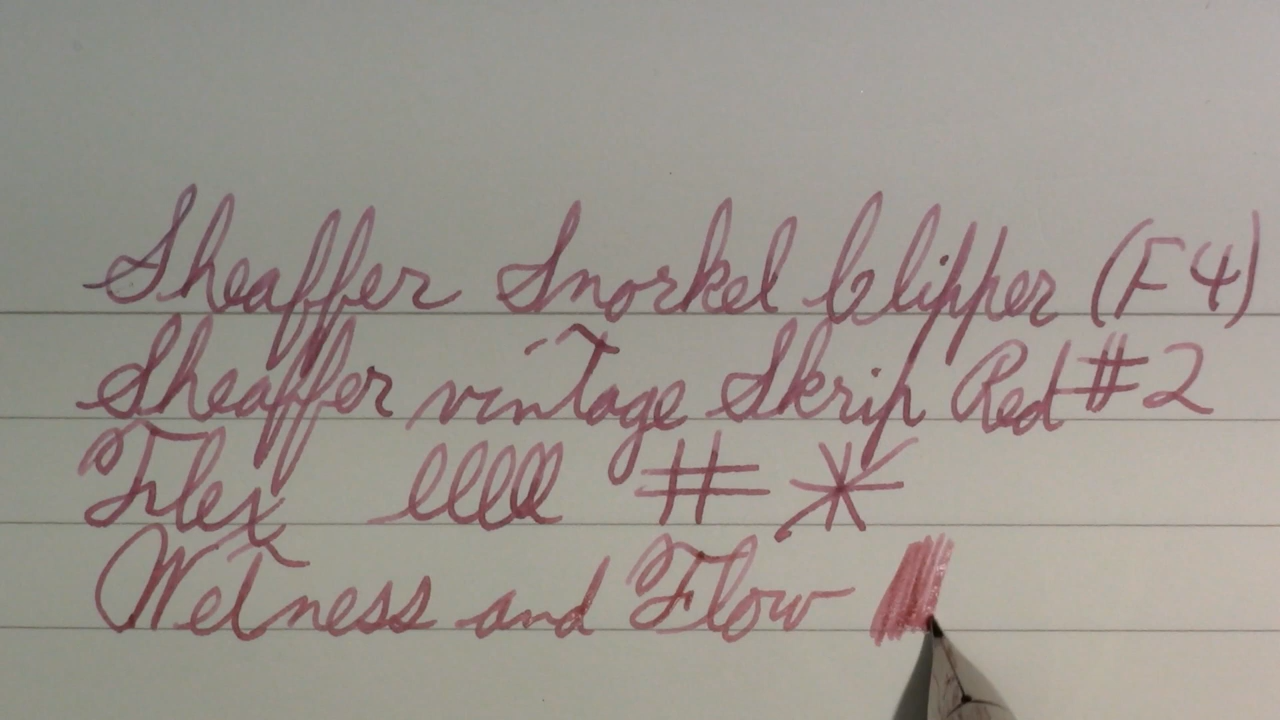 Sheaffer Snorkel Clipper (F4)
Sheaffer vintage Skrip Red #2
Flex llll # *
Wetness and Flow